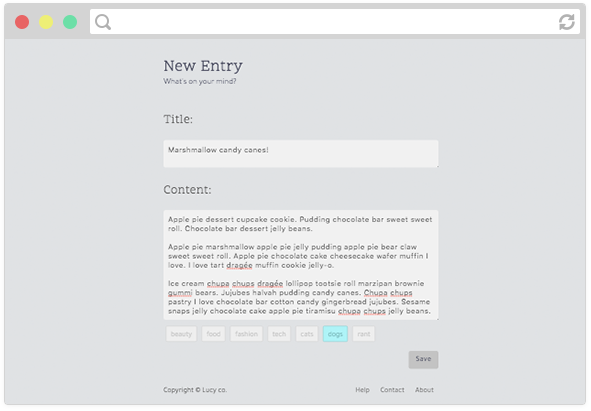 New Entry
What's on your mind?
Title:
Marshmallow candy canes!
Content:
Apple pie dessert cupcake cookie. Pudding chocolate bar sweet sweet
roll. Chocolate bar dessert jelly beans.
Apple pie marshmallow apple pie jelly pudding apple pie bear claw
sweet sweet roll. Apple pie chocolate cake cheesecake wafer muffin I
love. I love tart dragée muffin cookie jelly-o.
Ice cream chupa chups dragée lollipop tootsie roll marzipan brownie
gummi bears. Jujubes halvah pudding candy canes. Chupa chups
pastry I love chocolate bar cotton candy gingerbread jujubes. Sesame
snaps jelly chocolate cake apple pie tiramisu chupa chups jelly beans.
beauty food fashion tech cats dogs rant
Save
Copyright © Lucy co. Help Contact About